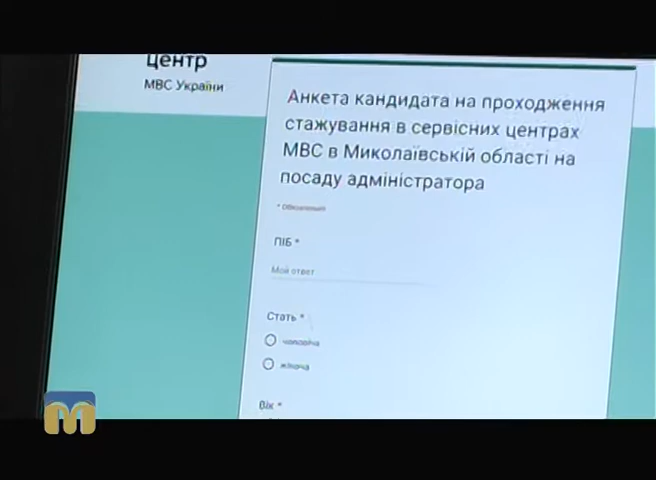 центр
МВС України
Анкета кандидата на проходження
стажування в сервісних центрах
МВС в Миколаївській області на
посаду адміністратора
ПІБ *
Мой ответ
Стать *
чоловіча
жіноча
Вік *